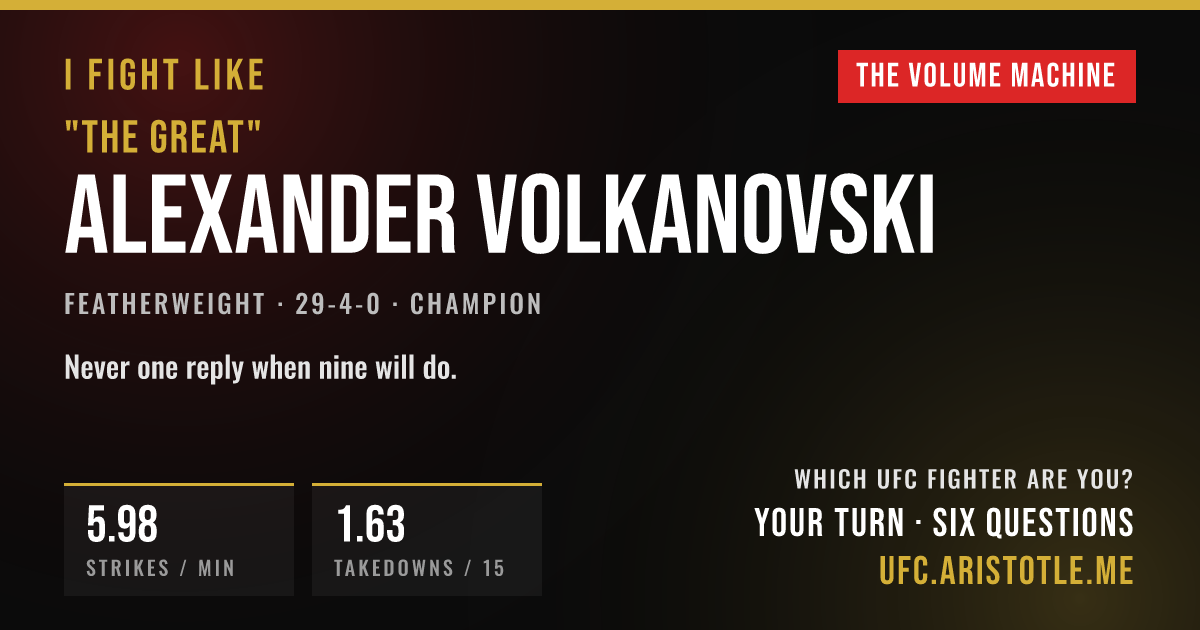 I FIGHT LIKE
THE VOLUME MACHINE
"THE GREAT"
ALEXANDER VOLKANOVSKI
FEATHERWEIGHT · 29-4-0 · CHAMPION
Never one reply when nine will do.
5.98
STRIKES / MIN
1.63
TAKEDOWNS / 15
WHICH UFC FIGHTER ARE YOU?
YOUR TURN · SIX QUESTIONS
UFC.ARISTOTLE.ME